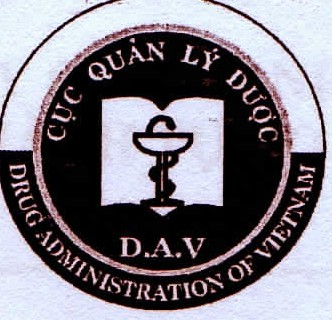 CỤC QUẢN LÝ DƯỢC
D.A.V
DRUG ADMINISTRATION OF VIETNAM